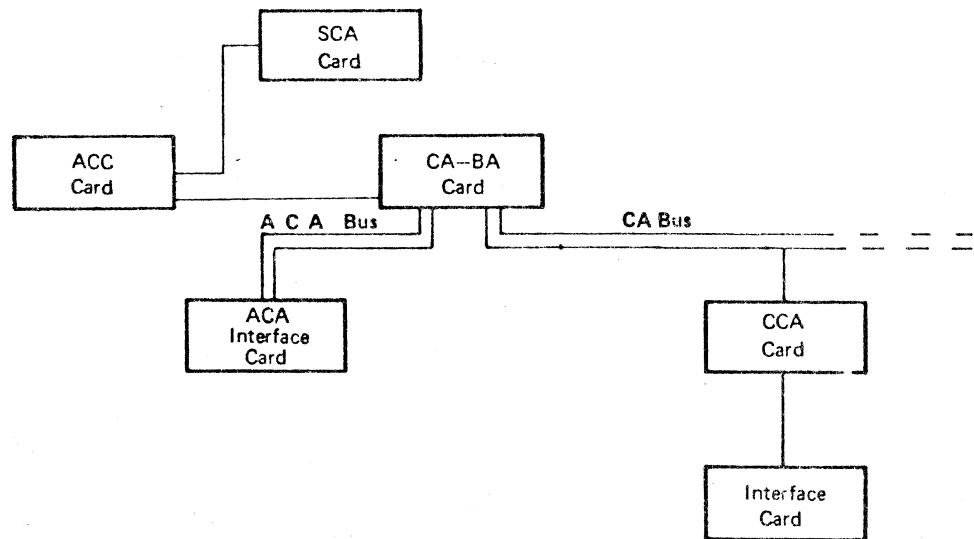 SCA
Card
ACC
Card
CA--BA
Card
A C A Bus
CA Bus
ACA
Interface
Card
CCA
Card
Interface
Card